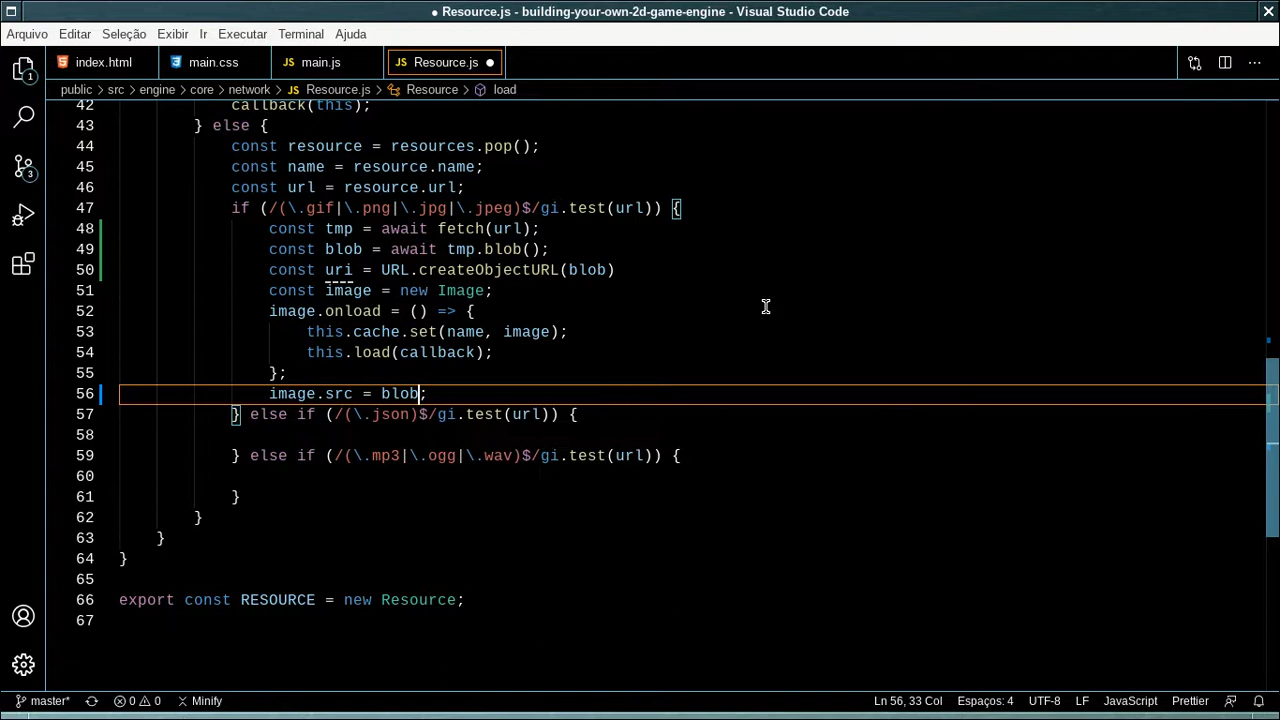 ● Resource.js - building-your-own-2d-game-engine - Visual Studio Code
Arquivo Editar Seleção Exibir Ir Executar Terminal Ajuda
index.html main.css JS main.js JS Resource.js ●
public > src > engine > core > network > JS Resource.js > Resource > load
42 callback(this);
43 } else {
44 const resource = resources.pop();
45 const name = resource.name;
46 const url = resource.url;
47 if (/(\.gif|\.png|\.jpg|\.jpeg)$/gi.test(url)) {
48 const tmp = await fetch(url);
49 const blob = await tmp.blob();
50 const uri = URL.createObjectURL(blob)
51 const image = new Image;
52 image.onload = () => {
53 this.cache.set(name, image);
54 this.load(callback);
55 };
56 image.src = blob;
57 } else if (/(\.json)$/gi.test(url)) {
58
59 } else if (/(\.mp3|\.ogg|\.wav)$/gi.test(url)) {
60
61 }
62 }
63 }
64 }
65
66 export const RESOURCE = new Resource;
67
1
3
master* 0 0 Minify Ln 56, 33 Col Espaços: 4 UTF-8 LF JavaScript Prettier